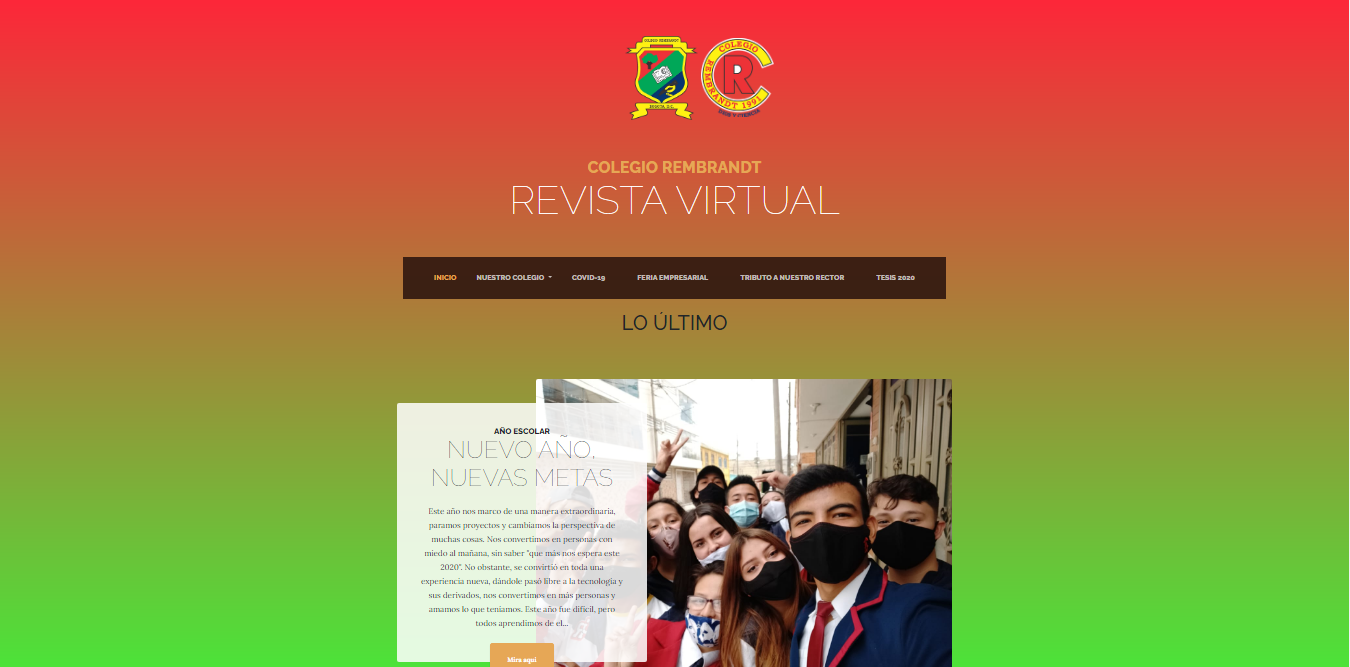 COLEGIO REMBRANDT
BOGOTÁ, D.C.
COLEGIO
REMBRANDT 1991
R
COLEGIO REMBRANDT
REVISTA VIRTUAL
INICIO NUESTRO COLEGIO COVID-19 FERIA EMPRESARIAL TRIBUTO A NUESTRO RECTOR TESIS 2020
LO ÚLTIMO
AÑO ESCOLAR
NUEVO AÑO,
NUEVAS METAS
Este año nos marco de una manera extraordinaria,
paramos proyectos y cambiamos la perspectiva de
muchas cosas. Nos convertimos en personas con
miedo al mañana, sin saber "que más nos espera este
2020". No obstante, se convirtió en toda una
experiencia nueva, dándole pasó libre a la tecnología y
sus derivados, nos convertimos en más personas y
amamos lo que teniamos. Este año fue difícil, pero
todos aprendimos de el...
Mira aquí